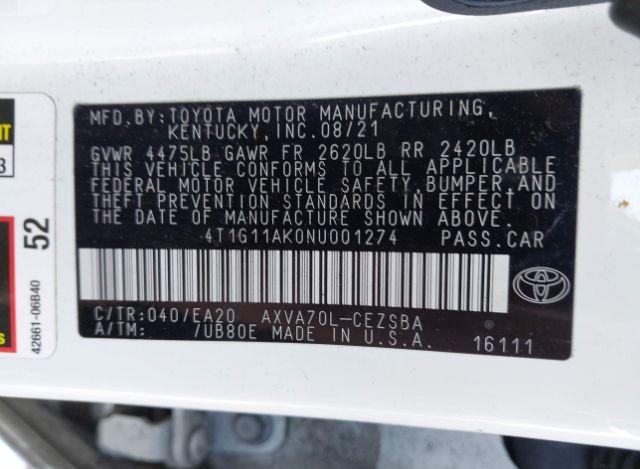 MFD.BY:TOYOTA MOTOR MANUFACTURING,
KENTUCKY,INC.08/21
GVWR 4475LB GAWR FR 2620LB RR 2420LB
THIS VEHICLE CONFORMS TO ALL APPLICABLE
FEDERAL MOTOR VEHICLE SAFETY,BUMPER,AND
THEFT PREVENTION STANDARDS IN EFFECT ON
THE DATE OF MANUFACTURE SHOWN ABOVE.
4T1G11AK0NU001274 PASS.CAR
C/TR:040/EA20 AXVA70L-CEZSBA
A/TM: 7UB80E MADE IN U.S.A. 16111
52
42661-06B40
3